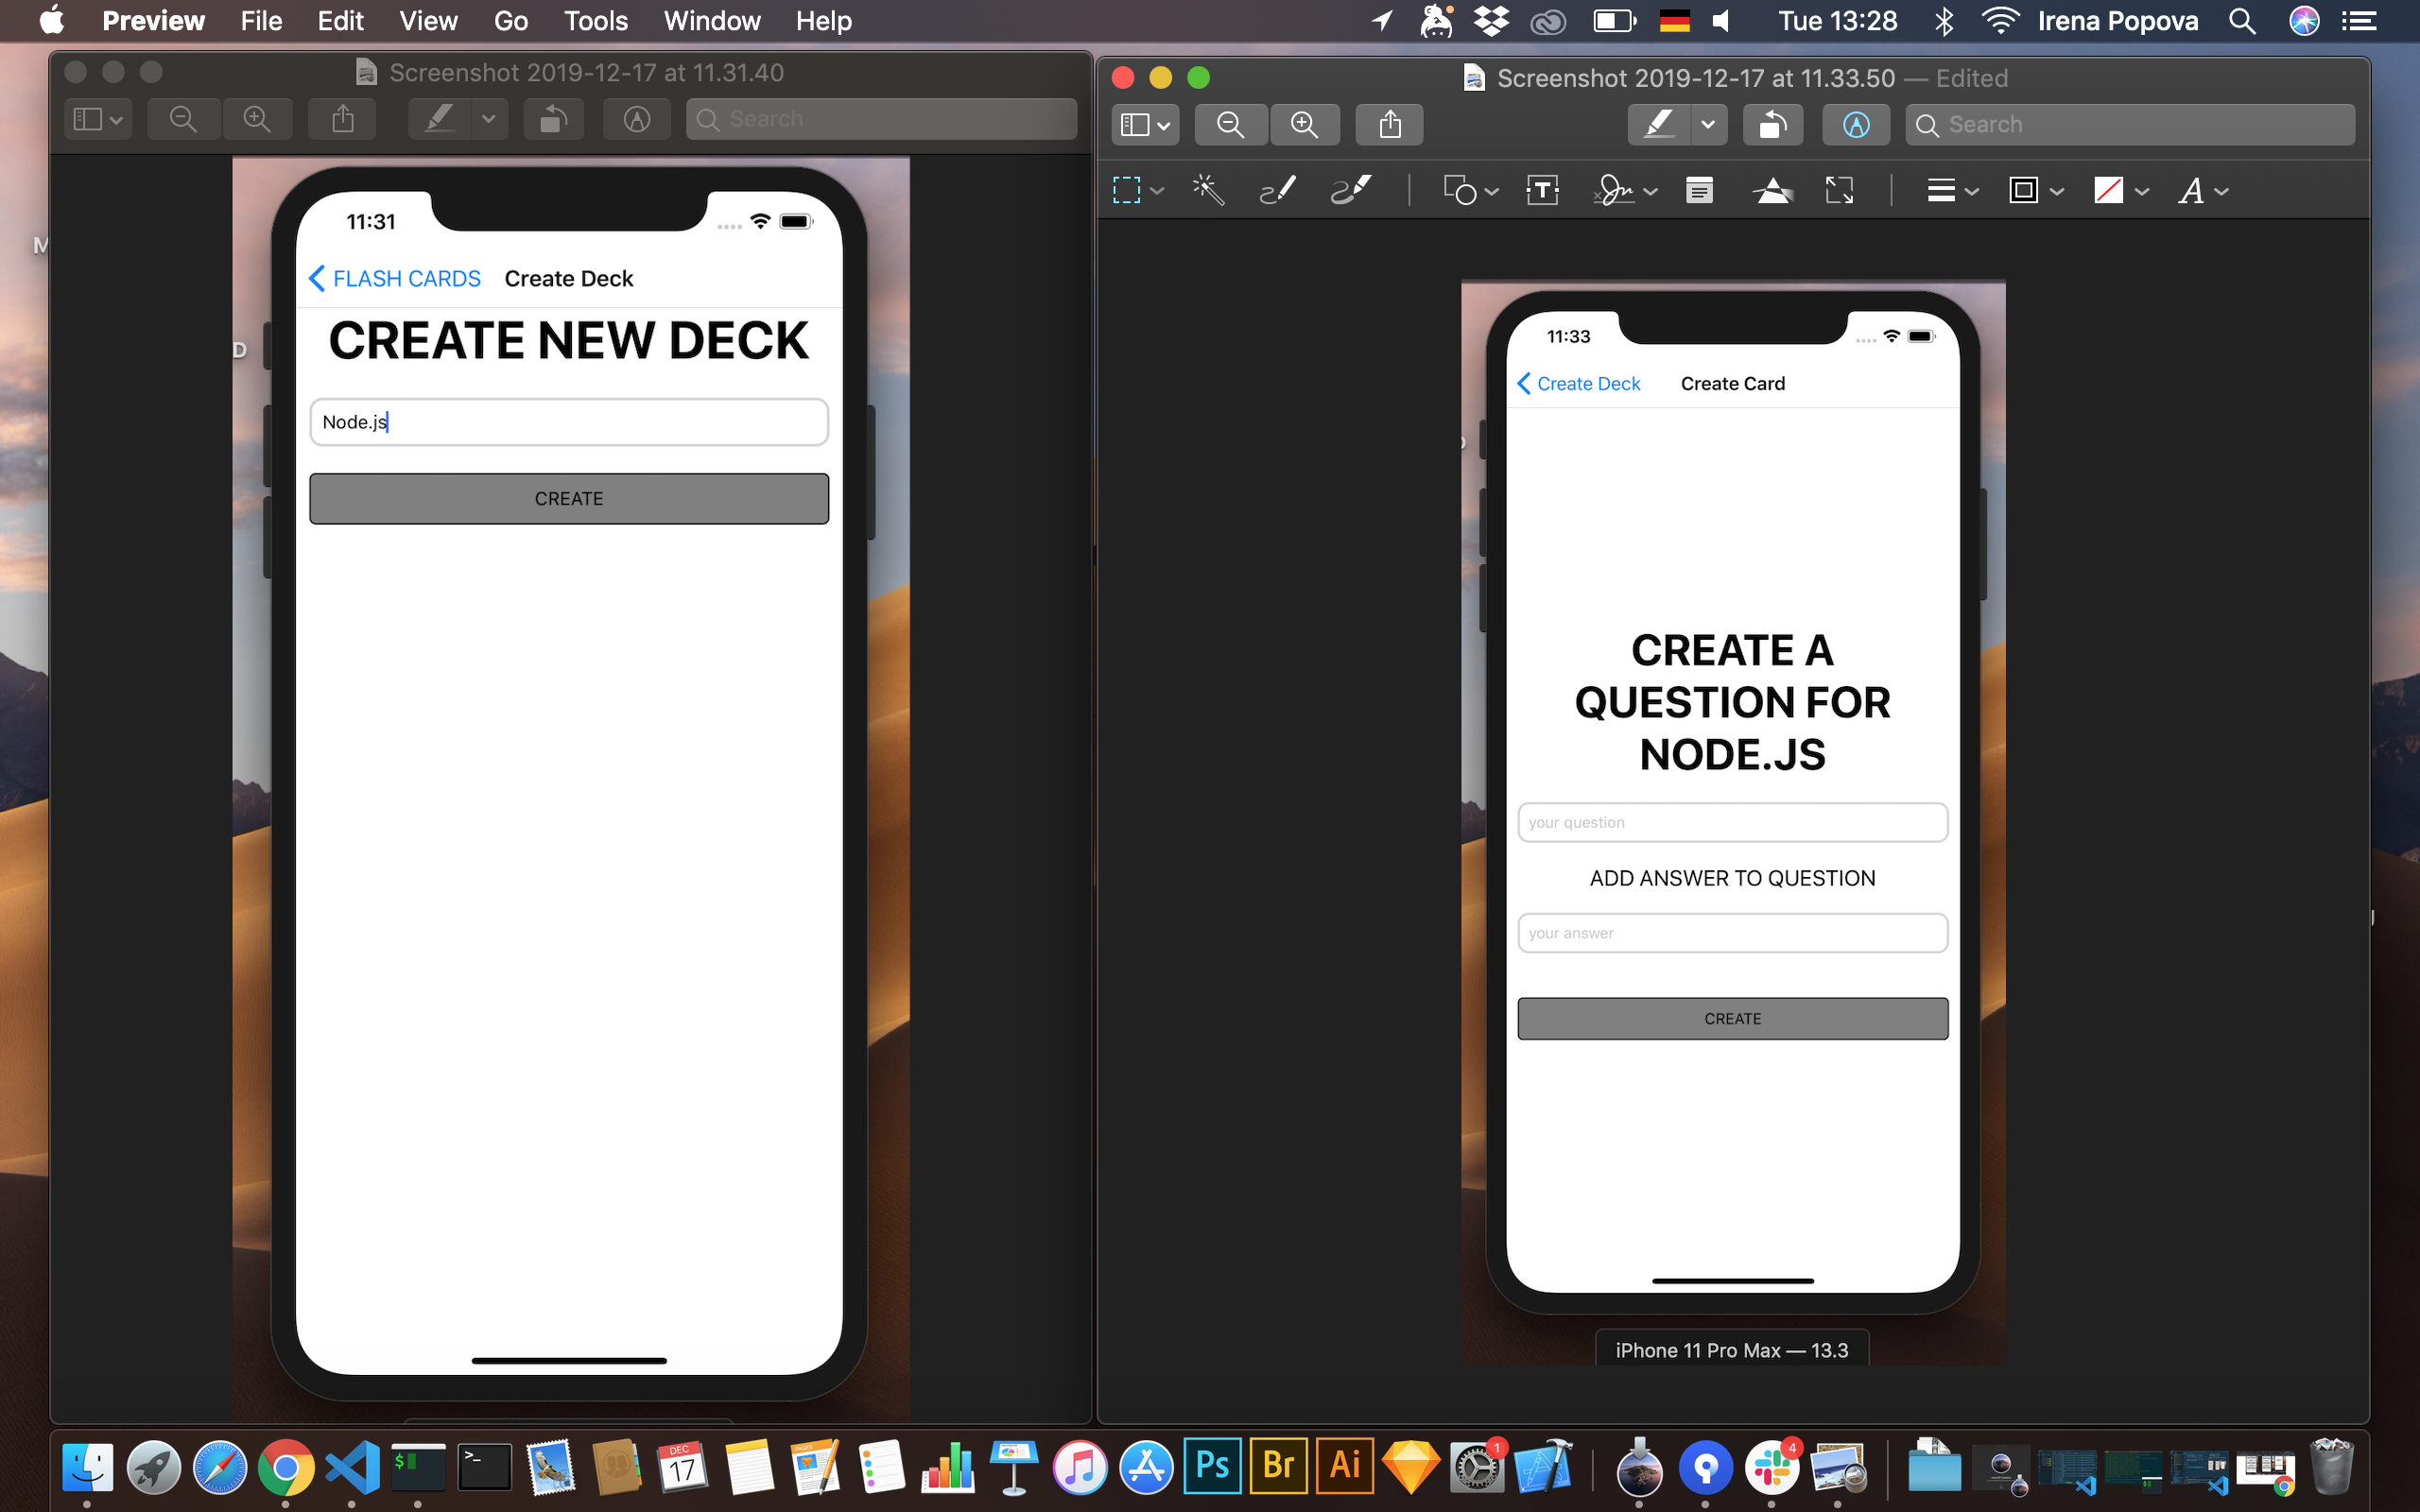 Preview File Edit View Go Tools Window Help
Tue 13:28 Irena Popova
Screenshot 2019-12-17 at 11.31.40
Search
11:31
FLASH CARDS Create Deck
CREATE NEW DECK
Node.js
CREATE
D
M
Screenshot 2019-12-17 at 11.33.50 — Edited
Search
T
A
11:33
Create Deck Create Card
CREATE A
QUESTION FOR
NODE.JS
your question
ADD ANSWER TO QUESTION
your answer
CREATE
iPhone 11 Pro Max — 13.3
$
>_
DEC
17
PAGES
Ps
Br
Ai
1
4